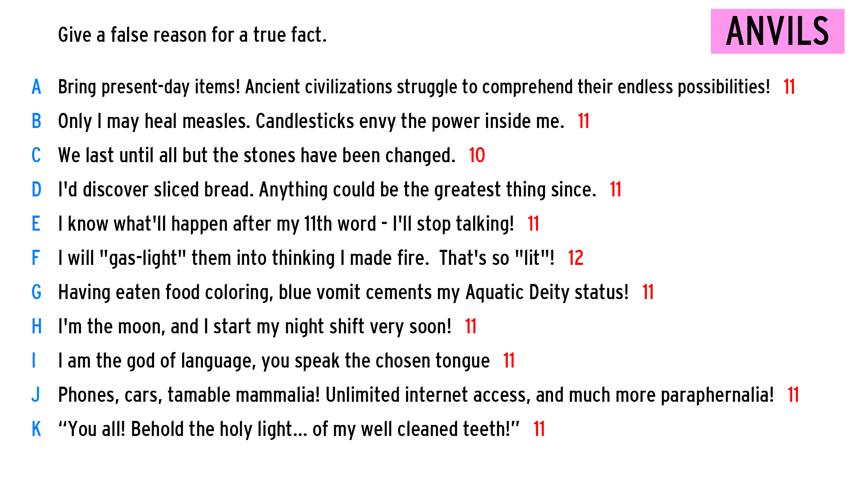 Give a false reason for a true fact.
ANVILS
A Bring present-day items! Ancient civilizations struggle to comprehend their endless possibilities! 11
B Only I may heal measles. Candlesticks envy the power inside me. 11
C We last until all but the stones have been changed. 10
D I'd discover sliced bread. Anything could be the greatest thing since. 11
E I know what'll happen after my 11th word - I'll stop talking! 11
F I will "gas-light" them into thinking I made fire. That's so "lit"! 12
G Having eaten food coloring, blue vomit cements my Aquatic Deity status! 11
H I'm the moon, and I start my night shift very soon! 11
I I am the god of language, you speak the chosen tongue 11
J Phones, cars, tamable mammalia! Unlimited internet access, and much more paraphernalia! 11
K “You all! Behold the holy light... of my well cleaned teeth!” 11